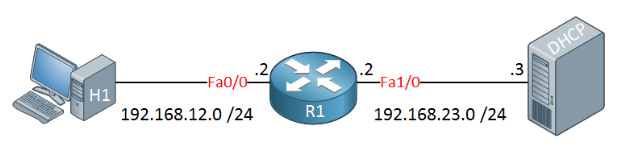 DHCP
.2
.2
.3
Fa0/0
Fa1/0
H1
R1
192.168.12.0 /24
192.168.23.0 /24